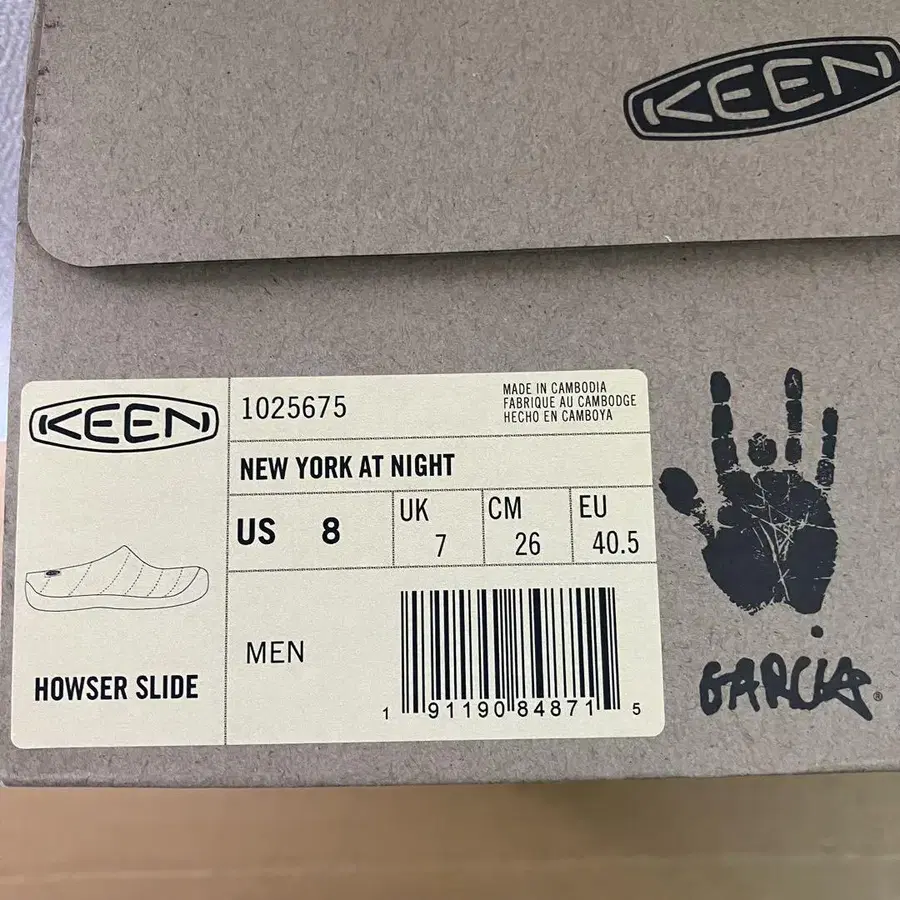 KEEN
KEEN
1025675
MADE IN CAMBODIA
FABRIQUE AU CAMBODGE
HECHO EN CAMBOYA
NEW YORK AT NIGHT
US 8
UK 7
CM 26
EU 40.5
MEN
HOWSER SLIDE
1 91190 84871 5
GARCIA®